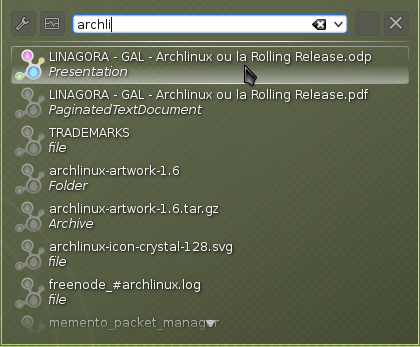 archli
LINAGORA - GAL - Archlinux ou la Rolling Release.odp
Presentation
LINAGORA - GAL - Archlinux ou la Rolling Release.pdf
PaginatedTextDocument
TRADEMARKS
file
archlinux-artwork-1.6
Folder
archlinux-artwork-1.6.tar.gz
Archive
archlinux-icon-crystal-128.svg
file
freenode_#archlinux.log
file
memento_packet_manager